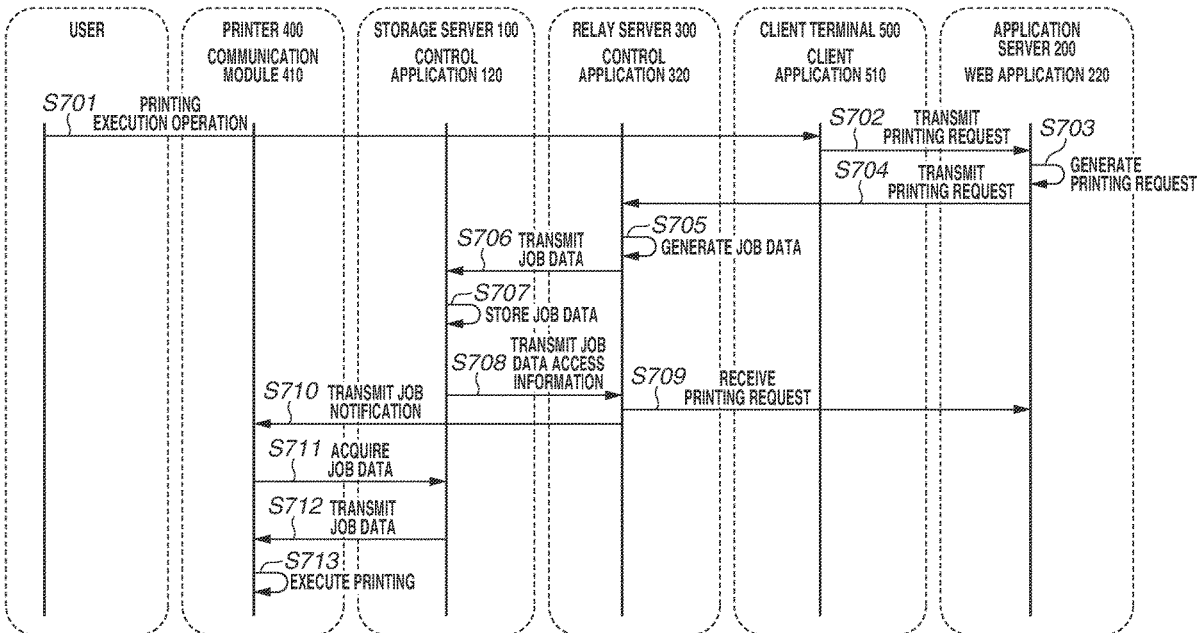 USER
PRINTER 400
COMMUNICATION
MODULE 410
STORAGE SERVER 100
CONTROL
APPLICATION 120
RELAY SERVER 300
CONTROL
APPLICATION 320
CLIENT TERMINAL 500
CLIENT
APPLICATION 510
APPLICATION
SERVER 200
WEB APPLICATION 220
S701
PRINTING
EXECUTION OPERATION
S702
TRANSMIT
PRINTING REQUEST
S703
GENERATE
PRINTING REQUEST
S704
TRANSMIT
PRINTING REQUEST
S705
GENERATE JOB DATA
S706
TRANSMIT
JOB DATA
S707
STORE JOB DATA
S708
TRANSMIT JOB
DATA ACCESS
INFORMATION
S709
RECEIVE
PRINTING REQUEST
S710
TRANSMIT JOB
NOTIFICATION
S711
ACQUIRE
JOB DATA
S712
TRANSMIT
JOB DATA
S713
EXECUTE PRINTING